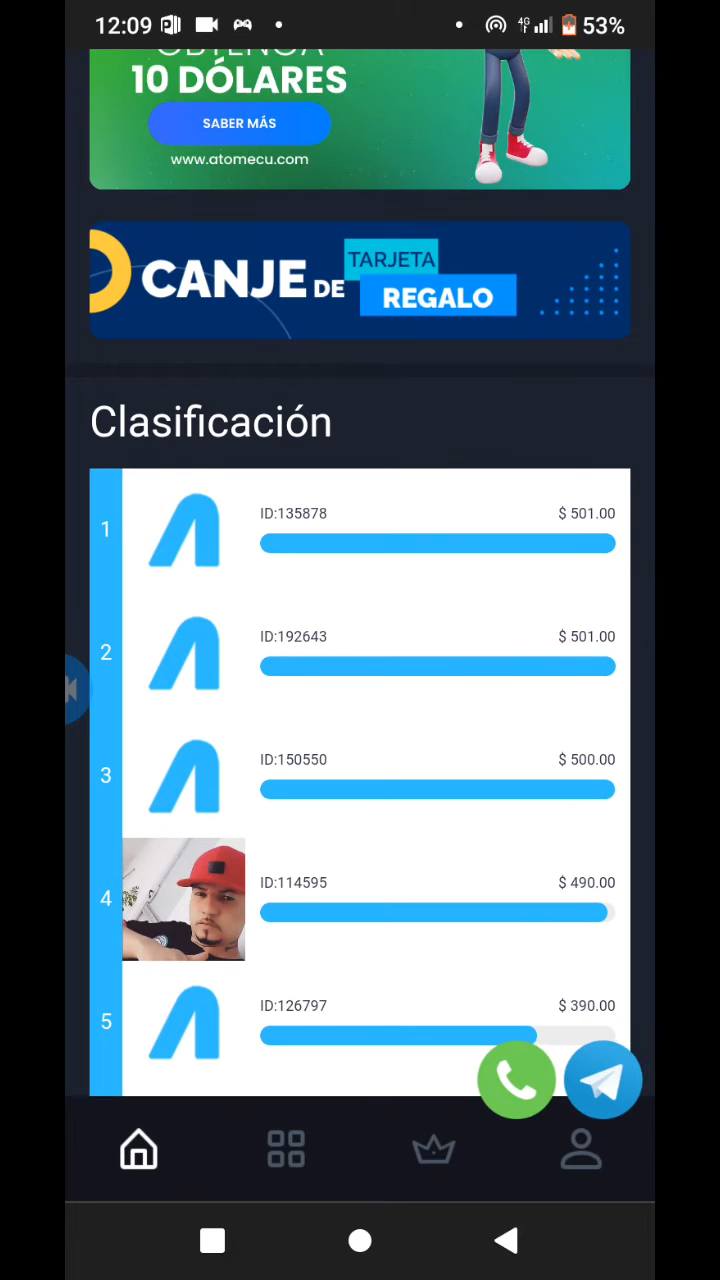 12:09
4G
53%
OBTENGA
10 DÓLARES
SABER MÁS
www.atomecu.com
CANJE DE TARJETA REGALO
Clasificación
1
ID:135878
$ 501.00
2
ID:192643
$ 501.00
3
ID:150550
$ 500.00
4
ID:114595
$ 490.00
5
ID:126797
$ 390.00